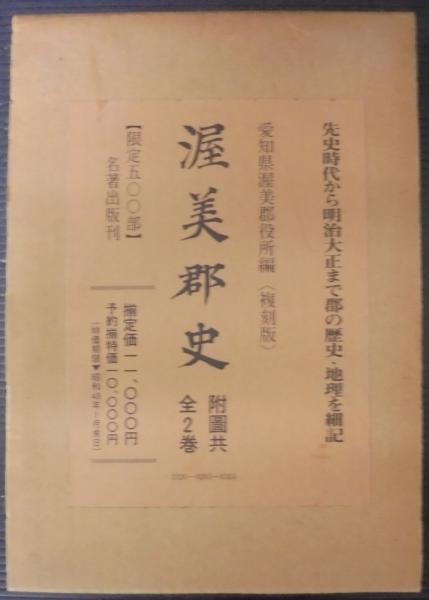 先史時代から明治大正まで郡の歴史・地理を細記
愛知県渥美郡役所編〈複刻版〉
渥美郡史
附圖共
全2巻
【限定五〇〇部】
名著出版刊
揃定価一一、〇〇〇円
予約揃特価一〇、〇〇〇円